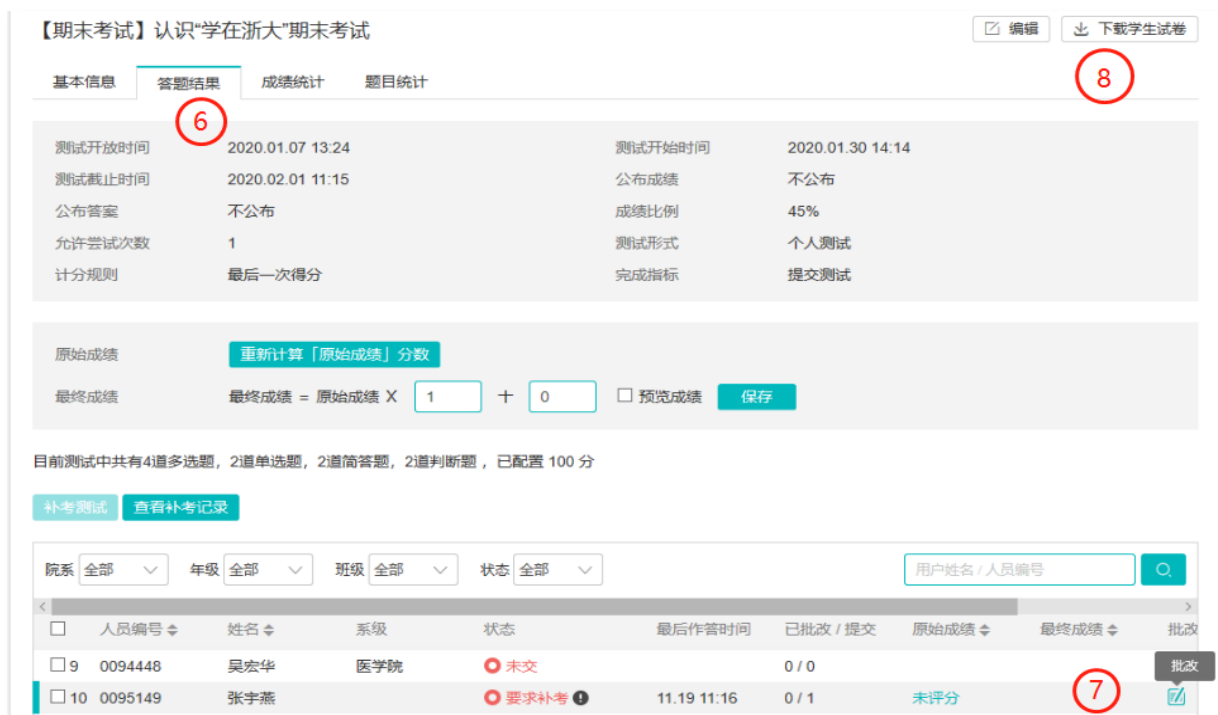 【期末考试】认识“学在浙大”期末考试 编辑 下载学生试卷
8
基本信息 答题结果 成绩统计 题目统计
6
测试开放时间 2020.01.07 13:24 测试开始时间 2020.01.30 14:14
测试截止时间 2020.02.01 11:15 公布成绩 不公布
公布答案 不公布 成绩比例 45%
允许尝试次数 1 测试形式 个人测试
计分规则 最后一次得分 完成指标 提交测试
原始成绩 重新计算「原始成绩」分数
最终成绩 最终成绩 = 原始成绩 X 1 + 0 预览成绩 保存
目前测试中共有4道多选题，2道单选题，2道简答题，2道判断题 ，已配置 100 分
补考测试 查看补考记录
院系 全部 年级 全部 班级 全部 状态 全部 用户姓名 / 人员编号
人员编号 姓名 系级 状态 最后作答时间 已批改 / 提交 原始成绩 最终成绩 批改
9 0094448 吴宏华 医学院 未交 0 / 0 批改
10 0095149 张宇燕 要求补考 11.19 11:16 0 / 1 未评分 7